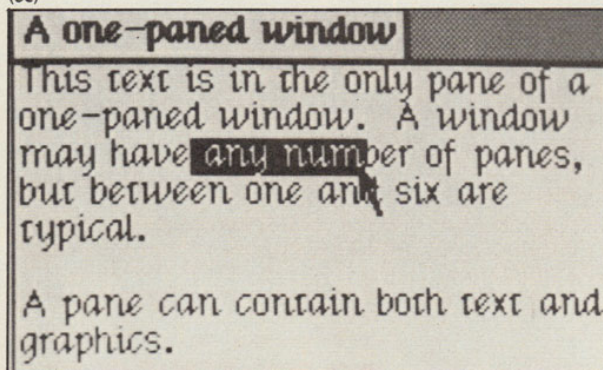 A one-paned window
This text is in the only pane of a
one-paned window. A window
may have any number of panes,
but between one and six are
typical.
A pane can contain both text and
graphics.